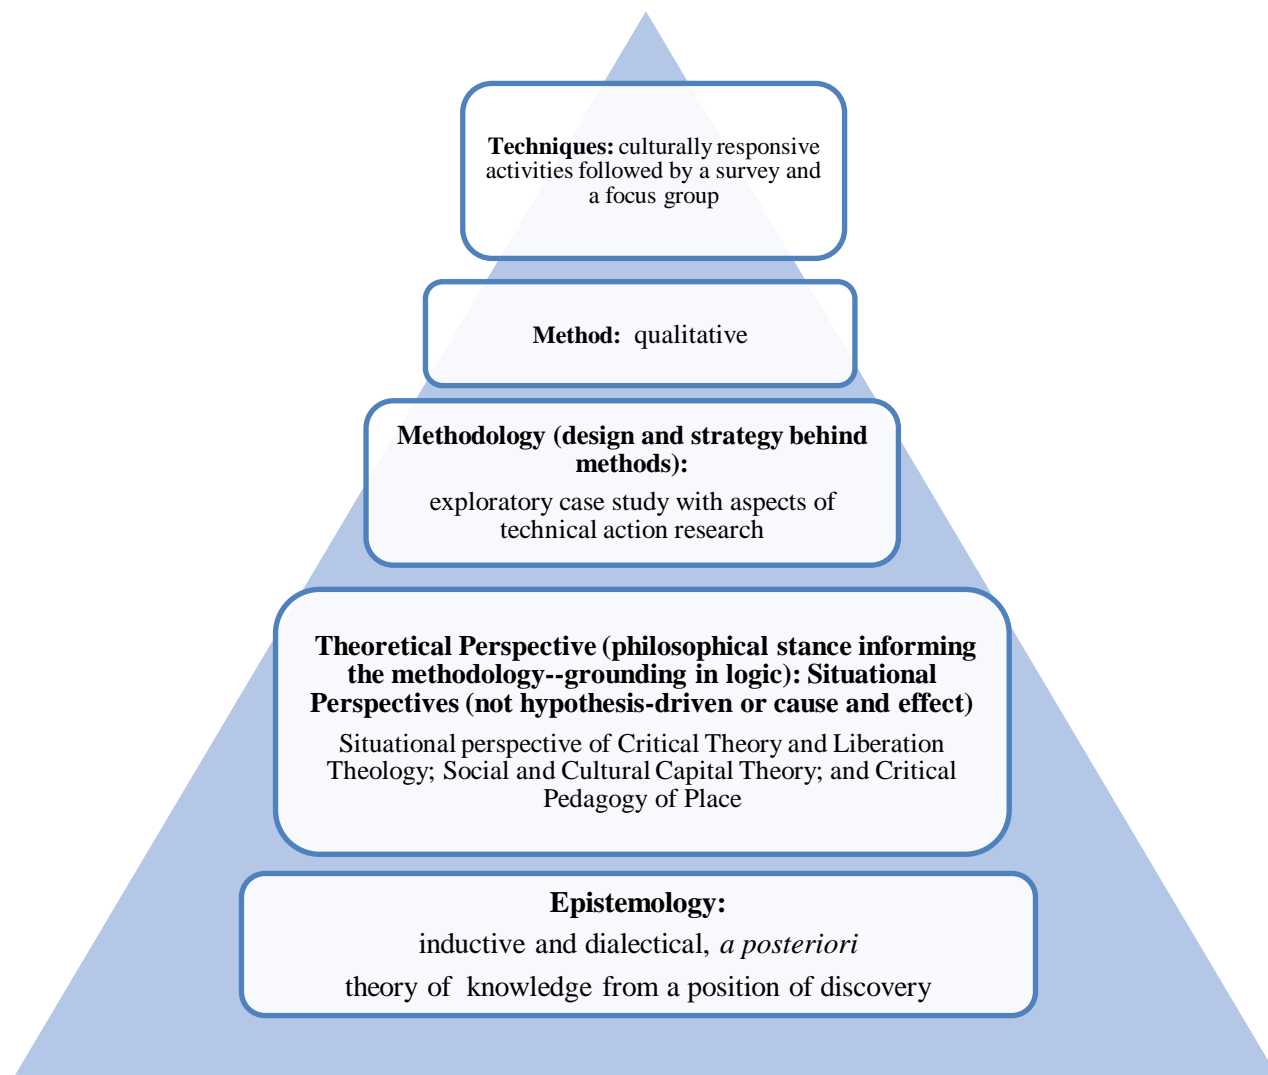 Techniques: culturally responsive
activities followed by a survey and
a focus group
Method: qualitative
Methodology (design and strategy behind
methods):
exploratory case study with aspects of
technical action research
Theoretical Perspective (philosophical stance informing
the methodology--grounding in logic): Situational
Perspectives (not hypothesis-driven or cause and effect)
Situational perspective of Critical Theory and Liberation
Theology; Social and Cultural Capital Theory; and Critical
Pedagogy of Place
Epistemology:
inductive and dialectical, a posteriori
theory of knowledge from a position of discovery